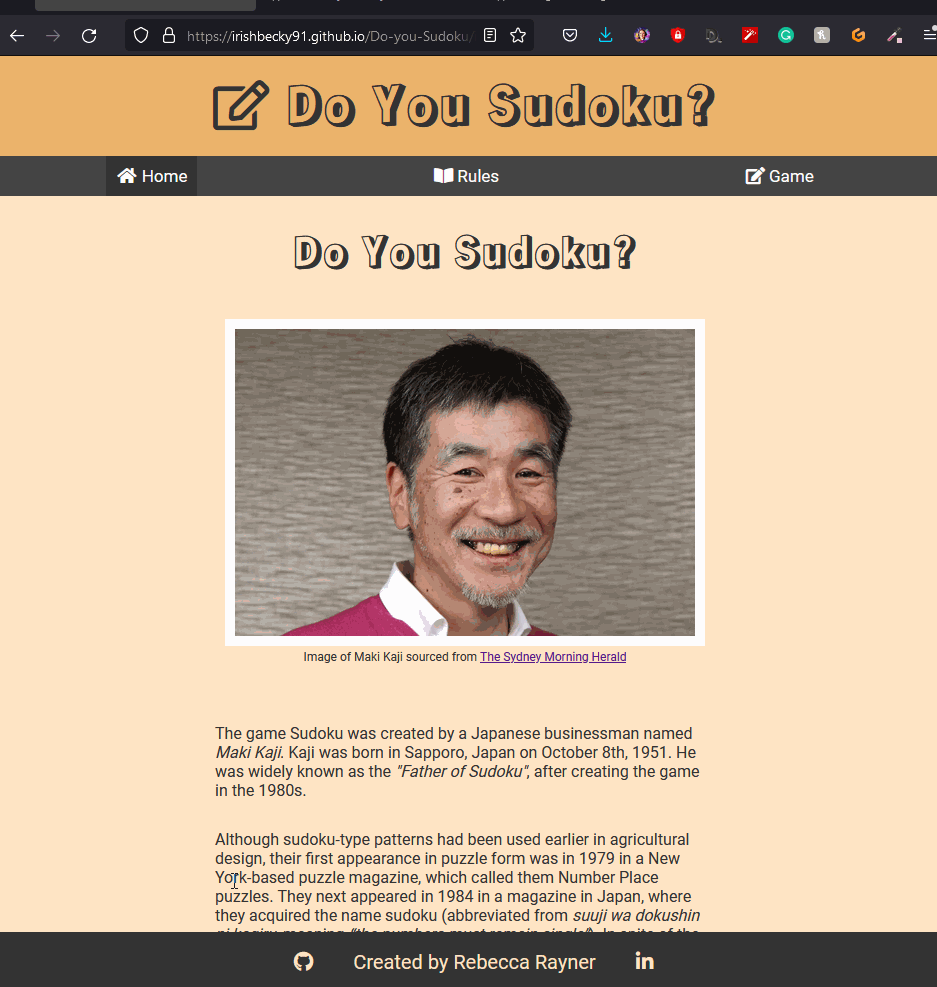 https://irishbecky91.github.io/Do-you-Sudoku/
Do You Sudoku?
Home
Rules
Game
Do You Sudoku?
Image of Maki Kaji sourced from The Sydney Morning Herald
The game Sudoku was created by a Japanese businessman named
Maki Kaji. Kaji was born in Sapporo, Japan on October 8th, 1951. He
was widely known as the "Father of Sudoku", after creating the game
in the 1980s.
Although sudoku-type patterns had been used earlier in agricultural
design, their first appearance in puzzle form was in 1979 in a New
York-based puzzle magazine, which called them Number Place
puzzles. They next appeared in 1984 in a magazine in Japan, where
they acquired the name sudoku (abbreviated from suuji wa dokushin
Created by Rebecca Rayner